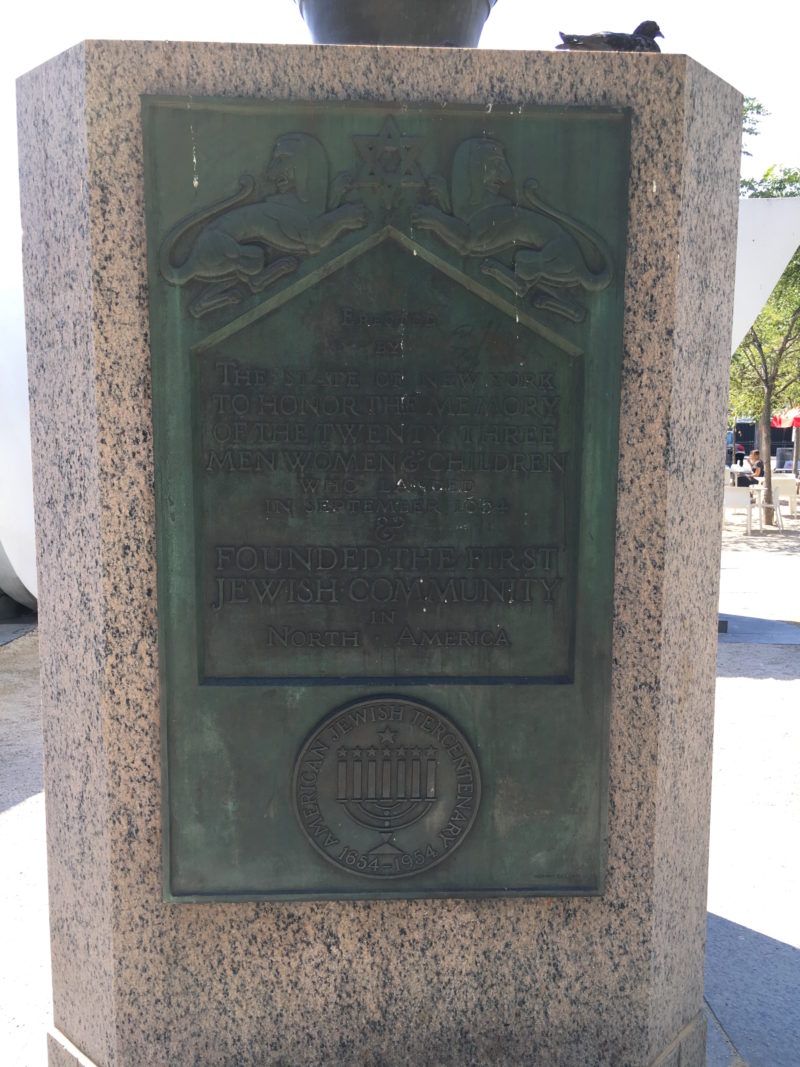 ERECTED
BY
THE STATE OF NEW YORK
TO HONOR THE MEMORY
OF THE TWENTY THREE
MEN WOMEN & CHILDREN
WHO LANDED
IN SEPTEMBER 1654
&
FOUNDED·THE·FIRST
JEWISH·COMMUNITY
IN
NORTH · AMERICA
AMERICAN JEWISH TERCENTENARY
1654–1954